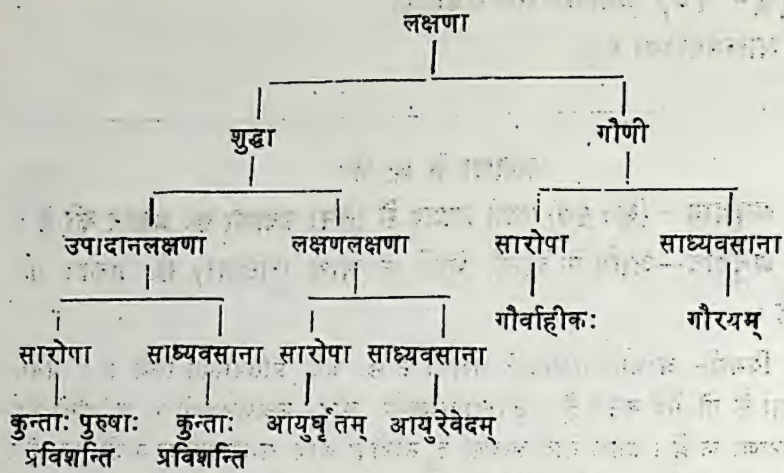 लक्षणा
शुद्धा गौणी
उपादानलक्षणा लक्षणलक्षणा सारोपा साध्यवसाना
गौर्वाहीकः गौरयम्
सारोपा साध्यवसाना सारोपा साध्यवसाना
कुन्ताः पुरुषाः कुन्ताः आयुर्घृतम् आयुरेवेदम्
प्रविशन्ति प्रविशन्ति